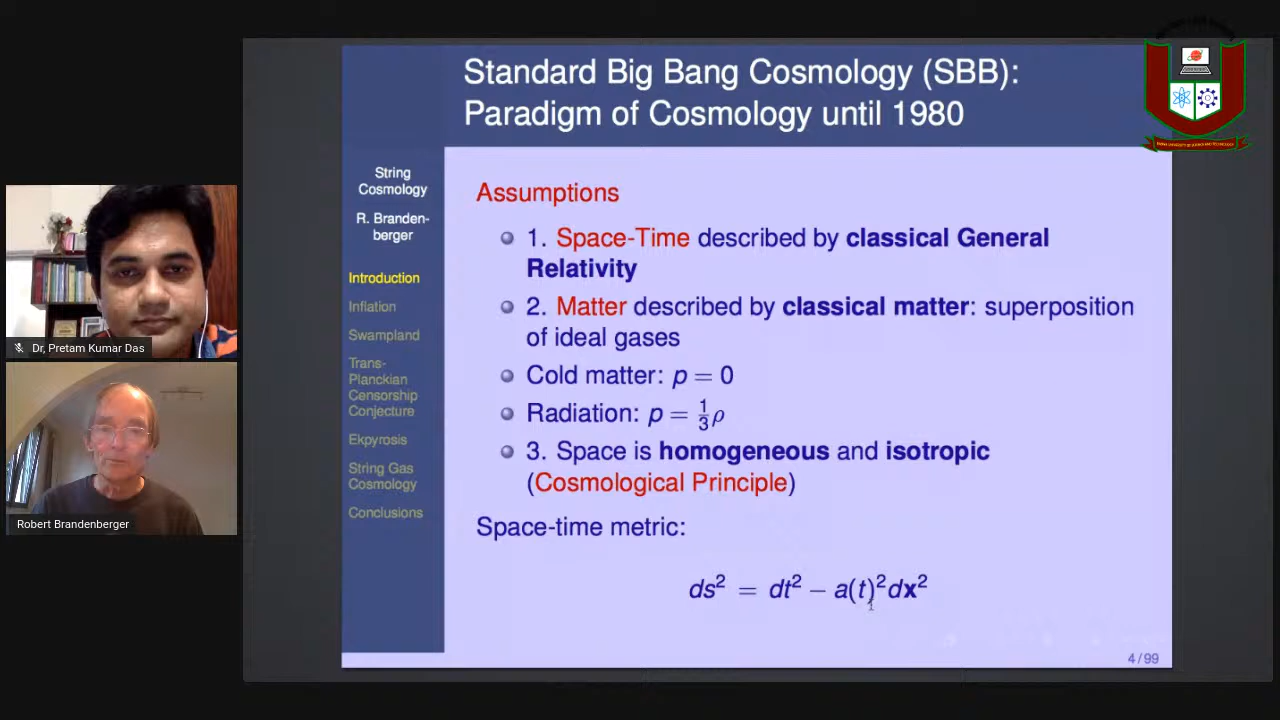 Standard Big Bang Cosmology (SBB):
Paradigm of Cosmology until 1980
String
Cosmology
R. Branden-
berger
Introduction
Inflation
Swampland
Trans-
Planckian
Censorship
Conjecture
Ekpyrosis
String Gas
Cosmology
Conclusions
Assumptions
1. Space-Time described by classical General
Relativity
2. Matter described by classical matter: superposition
of ideal gases
Cold matter: p = 0
Radiation: p = 1/3 ρ
3. Space is homogeneous and isotropic
(Cosmological Principle)
Space-time metric:
ds² = dt² − a(t)²dx²
4/99
Dr, Pretam Kumar Das
Robert Brandenberger